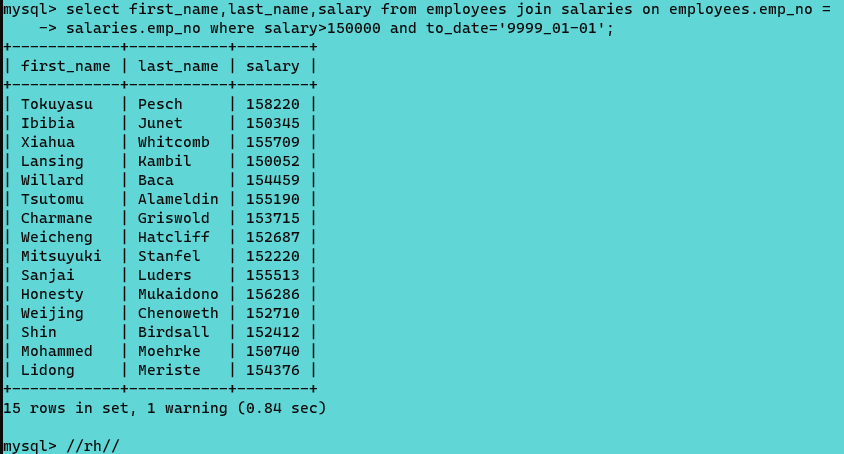 mysql> select first_name,last_name,salary from employees join salaries on employees.emp_no =
    -> salaries.emp_no where salary>150000 and to_date='9999_01-01';
+------------+-----------+--------+
| first_name | last_name | salary |
+------------+-----------+--------+
| Tokuyasu   | Pesch     | 158220 |
| Ibibia     | Junet     | 150345 |
| Xiahua     | Whitcomb  | 155709 |
| Lansing    | Kambil    | 150052 |
| Willard    | Baca      | 154459 |
| Tsutomu    | Alameldin | 155190 |
| Charmane   | Griswold  | 153715 |
| Weicheng   | Hatcliff  | 152687 |
| Mitsuyuki  | Stanfel   | 152220 |
| Sanjai     | Luders    | 155513 |
| Honesty    | Mukaidono | 156286 |
| Weijing    | Chenoweth | 152710 |
| Shin       | Birdsall  | 152412 |
| Mohammed   | Moehrke   | 150740 |
| Lidong     | Meriste   | 154376 |
+------------+-----------+--------+
15 rows in set, 1 warning (0.84 sec)
mysql> //rh//